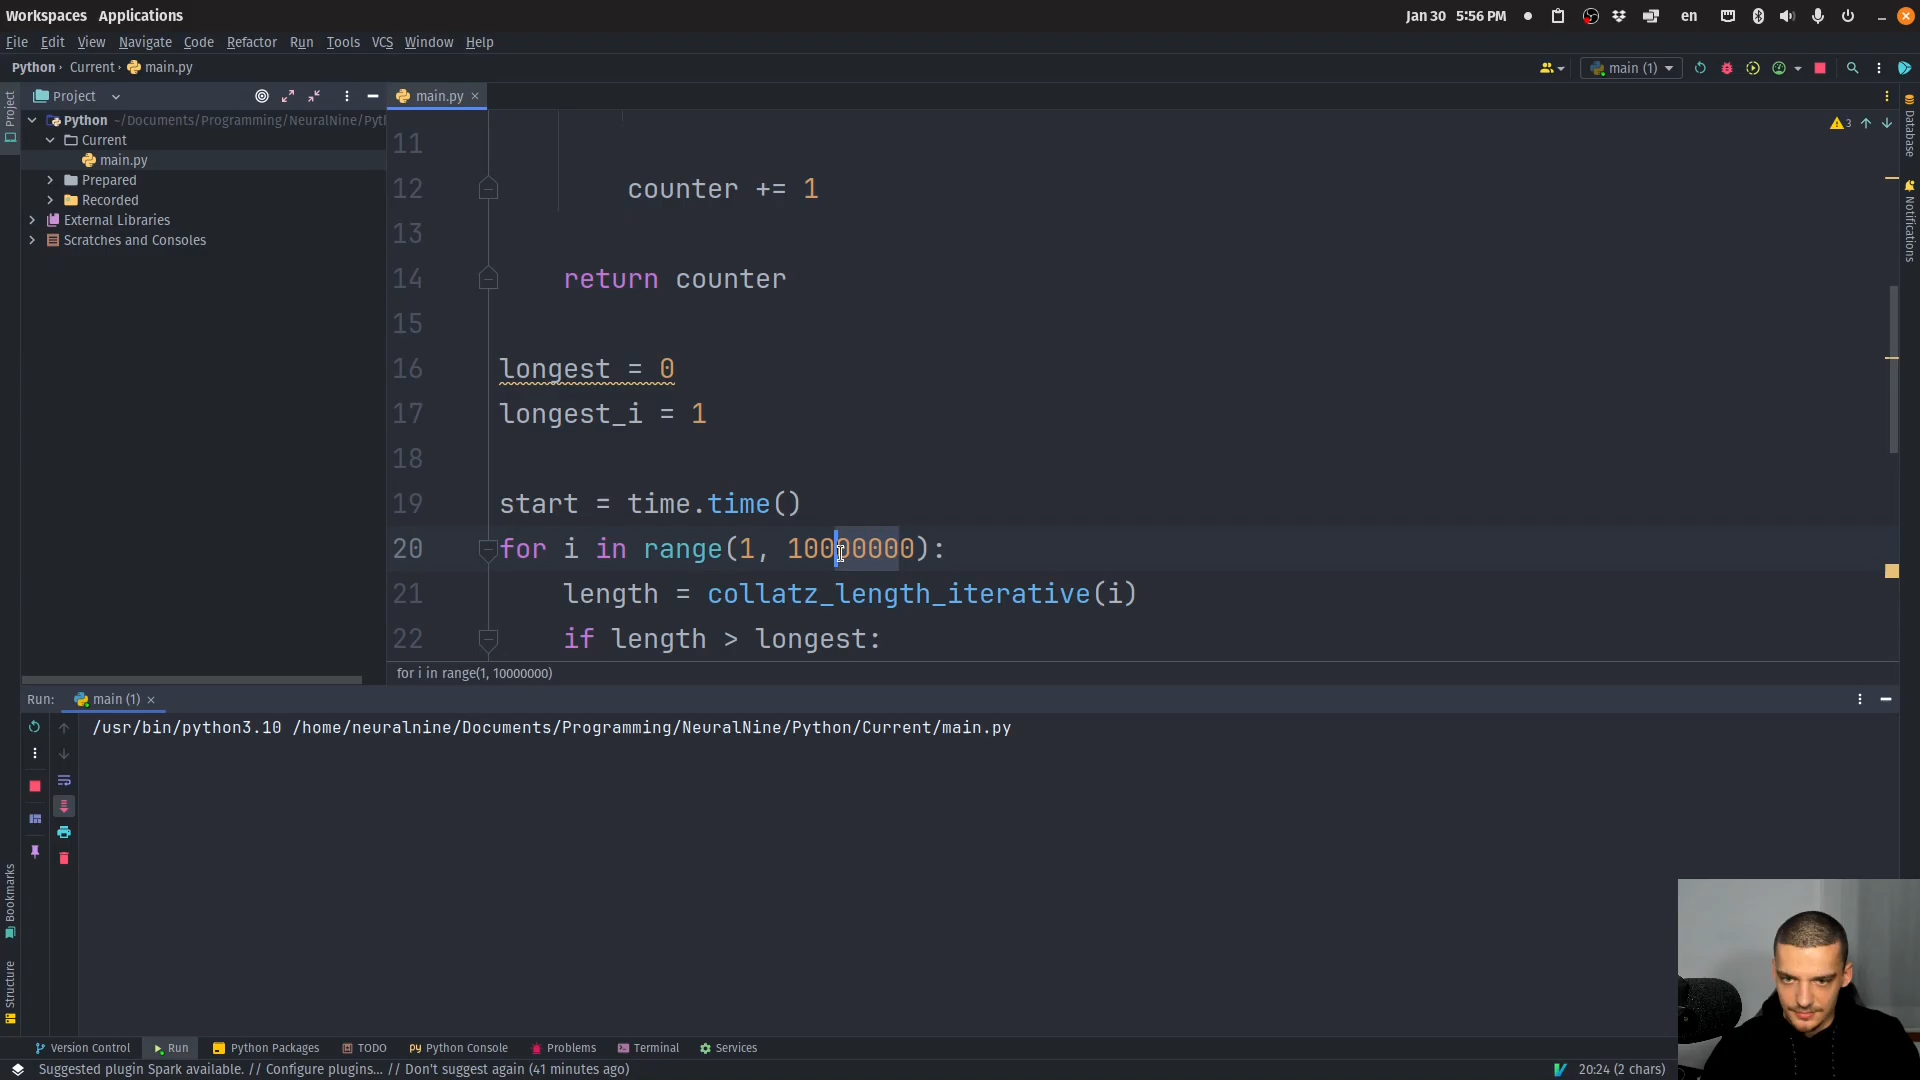 Workspaces Applications
Jan 30 5:56 PM
en
File Edit View Navigate Code Refactor Run Tools VCS Window Help
Python Current main.py
main (1)
Project
Project
main.py
Python ~/Documents/Programming/NeuralNine/Pyt
Current
main.py
Prepared
Recorded
External Libraries
Scratches and Consoles
3
Database
Notifications
11
12 counter += 1
13
14 return counter
15
16 longest = 0
17 longest_i = 1
18
19 start = time.time()
20 for i in range(1, 10000000):
21 length = collatz_length_iterative(i)
22 if length > longest:
for i in range(1, 10000000)
Run: main (1)
/usr/bin/python3.10 /home/neuralnine/Documents/Programming/NeuralNine/Python/Current/main.py
Bookmarks
Structure
Version Control Run Python Packages TODO Python Console Problems Terminal Services
Suggested plugin Spark available. // Configure plugins... // Don't suggest again (41 minutes ago)
20:24 (2 chars)